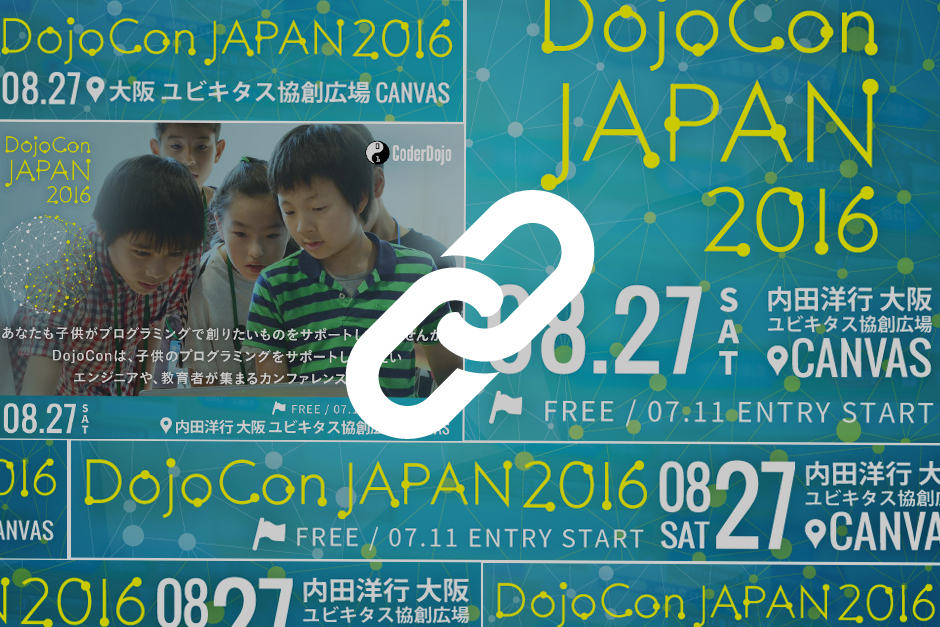 DojoCon JAPAN 2016
08.27 大阪 ユビキタス協創広場 CANVAS
DojoCon
JAPAN
2016
CoderDojo
あなたも子供がプログラミングで創りたいものをサポートし
DojoConは、子供のプログラミングをサポートし
エンジニアや、教育者が集まるカンファレンス
08.27 SAT
FREE / 07.1
内田洋行 大阪 ユビキタス協創広
DojoCon
JAPAN
2016
08.27 SAT
内田洋行 大阪
ユビキタス協創広場
CANVAS
FREE / 07.11 ENTRY START
016
ANVAS
DojoCon JAPAN 2016
FREE / 07.11 ENTRY START
08 SAT 27
内田洋行 大
ユビキタス協創広
CANVA
N 2016 08 27
内田洋行 大阪
ユビキタス協創広場
DojoCon JAPAN 2016